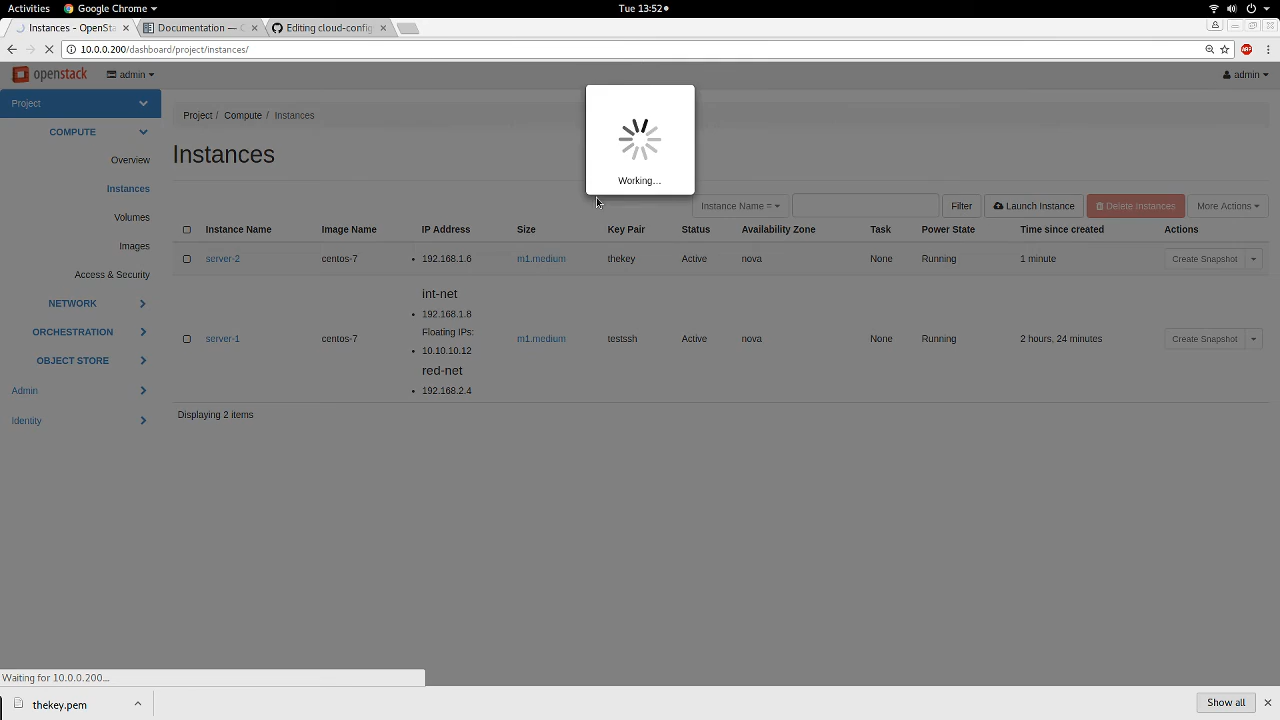 Activities Google Chrome Tue 13:52
Instances - OpenSta Documentation — C Editing cloud-config
10.0.0.200/dashboard/project/instances/ ABP
openstack admin admin
Project
COMPUTE
Overview
Instances
Volumes
Images
Access & Security
NETWORK
ORCHESTRATION
OBJECT STORE
Admin
Identity
Project / Compute / Instances
Instances
Working...
Instance Name = Filter Launch Instance Delete Instances More Actions
Instance Name Image Name IP Address Size Key Pair Status Availability Zone Task Power State Time since created Actions
server-2 centos-7 192.168.1.6 m1.medium thekey Active nova None Running 1 minute Create Snapshot
int-net
192.168.1.8
Floating IPs:
server-1 centos-7 m1.medium testssh Active nova None Running 2 hours, 24 minutes Create Snapshot
10.10.10.12
red-net
192.168.2.4
Displaying 2 items
Waiting for 10.0.0.200...
thekey.pem Show all